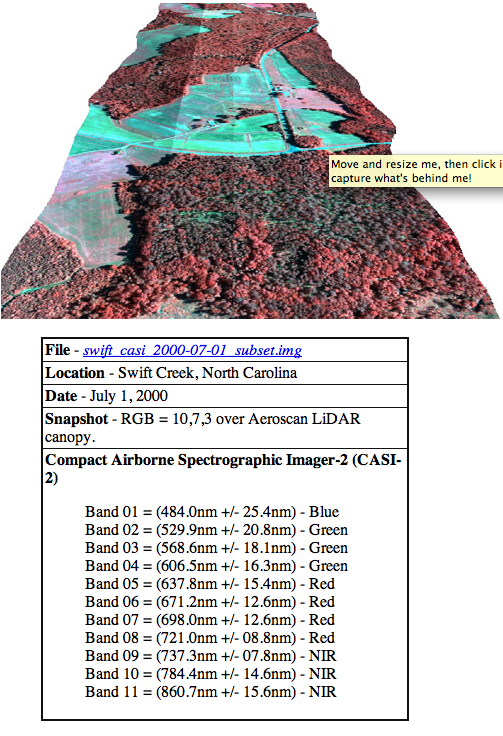 Move and resize me, then click i
capture what's behind me!
File - swift_casi_2000-07-01_subset.img
Location - Swift Creek, North Carolina
Date - July 1, 2000
Snapshot - RGB = 10,7,3 over Aeroscan LiDAR
canopy.
Compact Airborne Spectrographic Imager-2 (CASI-
2)
Band 01 = (484.0nm +/- 25.4nm) - Blue
Band 02 = (529.9nm +/- 20.8nm) - Green
Band 03 = (568.6nm +/- 18.1nm) - Green
Band 04 = (606.5nm +/- 16.3nm) - Green
Band 05 = (637.8nm +/- 15.4nm) - Red
Band 06 = (671.2nm +/- 12.6nm) - Red
Band 07 = (698.0nm +/- 12.6nm) - Red
Band 08 = (721.0nm +/- 08.8nm) - Red
Band 09 = (737.3nm +/- 07.8nm) - NIR
Band 10 = (784.4nm +/- 14.6nm) - NIR
Band 11 = (860.7nm +/- 15.6nm) - NIR